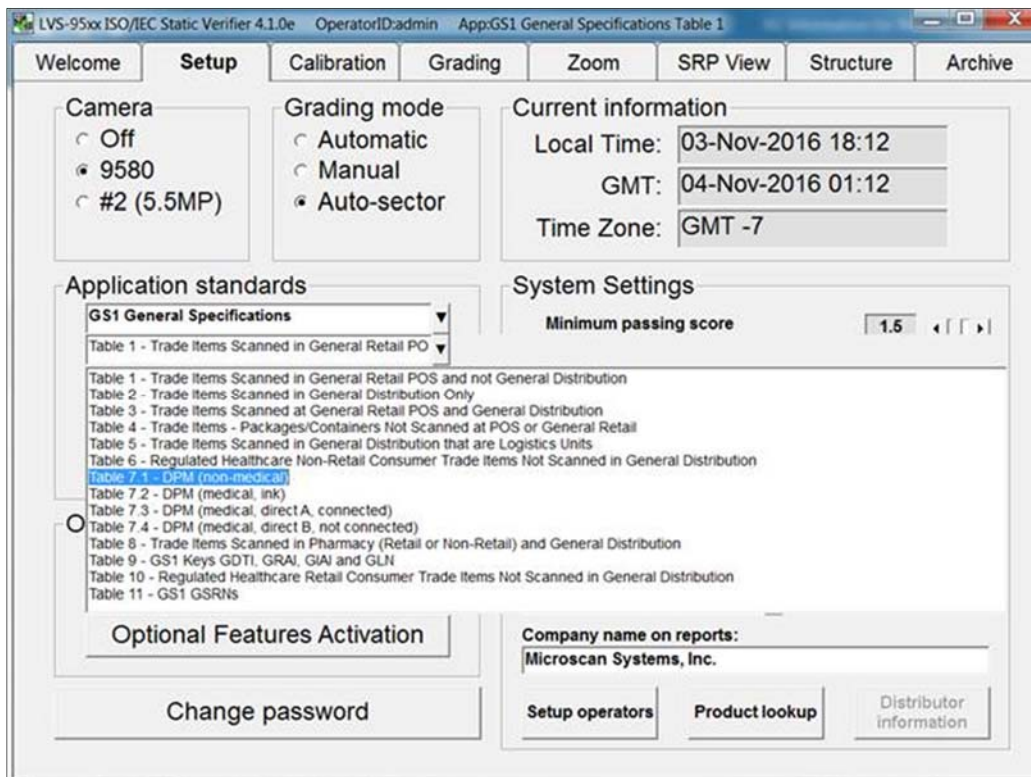 LVS-95xx ISO/IEC Static Verifier 4.1.0e OperatorID:admin App:GS1 General Specifications Table 1
Welcome Setup Calibration Grading Zoom SRP View Structure Archive
Camera
Off
9580
#2 (5.5MP)
Grading mode
Automatic
Manual
Auto-sector
Current information
Local Time: 03-Nov-2016 18:12
GMT: 04-Nov-2016 01:12
Time Zone: GMT -7
Application standards
GS1 General Specifications
Table 1 - Trade Items Scanned in General Retail PO
System Settings
Minimum passing score 1.5
Table 1 - Trade Items Scanned in General Retail POS and not General Distribution
Table 2 - Trade Items Scanned in General Distribution Only
Table 3 - Trade Items Scanned at General Retail POS and General Distribution
Table 4 - Trade Items - Packages/Containers Not Scanned at POS or General Retail
Table 5 - Trade Items Scanned in General Distribution that are Logistics Units
Table 6 - Regulated Healthcare Non-Retail Consumer Trade Items Not Scanned in General Distribution
Table 7.1 - DPM (non-medical)
Table 7.2 - DPM (medical, ink)
Table 7.3 - DPM (medical, direct A, connected)
Table 7.4 - DPM (medical, direct B, not connected)
Table 8 - Trade Items Scanned in Pharmacy (Retail or Non-Retail) and General Distribution
Table 9 - GS1 Keys GDTI, GRAI, GIAI and GLN
Table 10 - Regulated Healthcare Retail Consumer Trade Items Not Scanned in General Distribution
Table 11 - GS1 GSRNs
O
Optional Features Activation
Change password
Company name on reports:
Microscan Systems, Inc.
Setup operators
Product lookup
Distributor
information